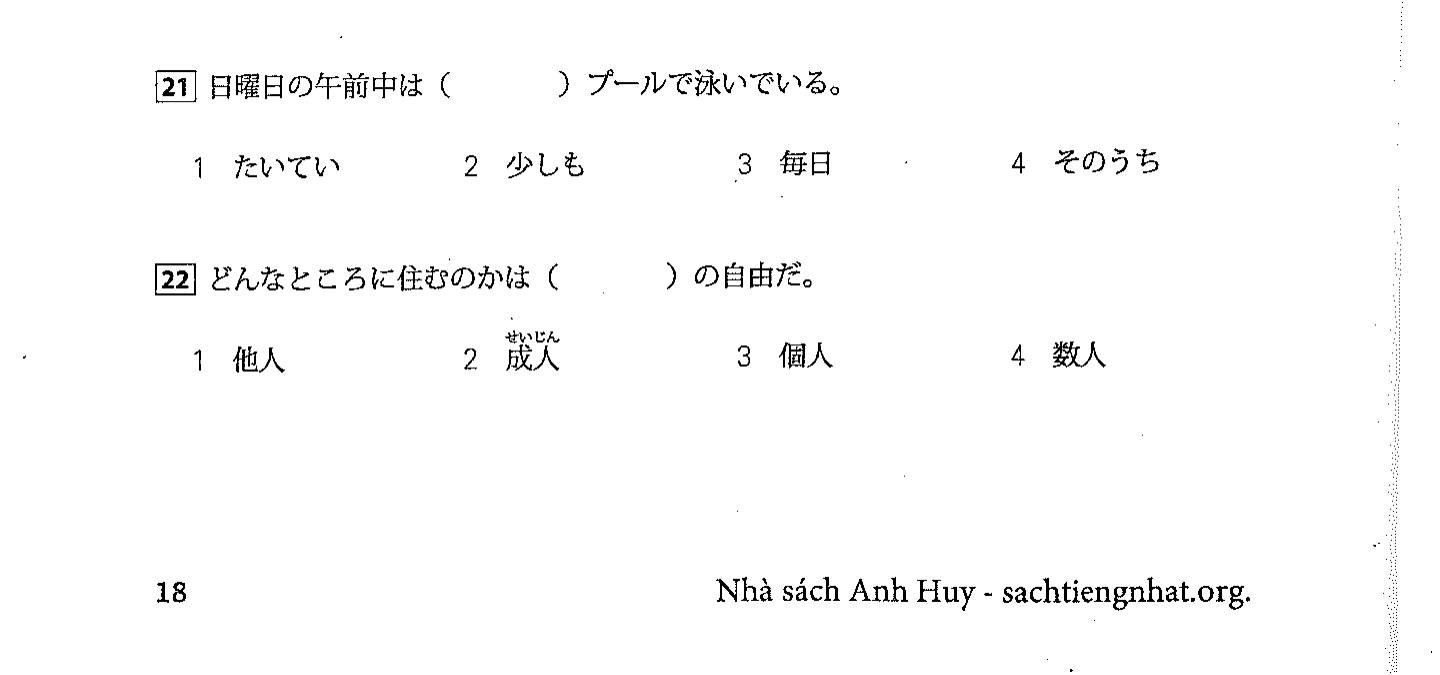 21 日曜日の午前中は（　　　）プールで泳いでいる。
1 たいてい 2 少しも 3 毎日 4 そのうち
22 どんなところに住むのかは（　　　）の自由だ。
せいじん
1 他人 2 成人 3 個人 4 数人
18 Nhà sách Anh Huy - sachtiengnhat.org.